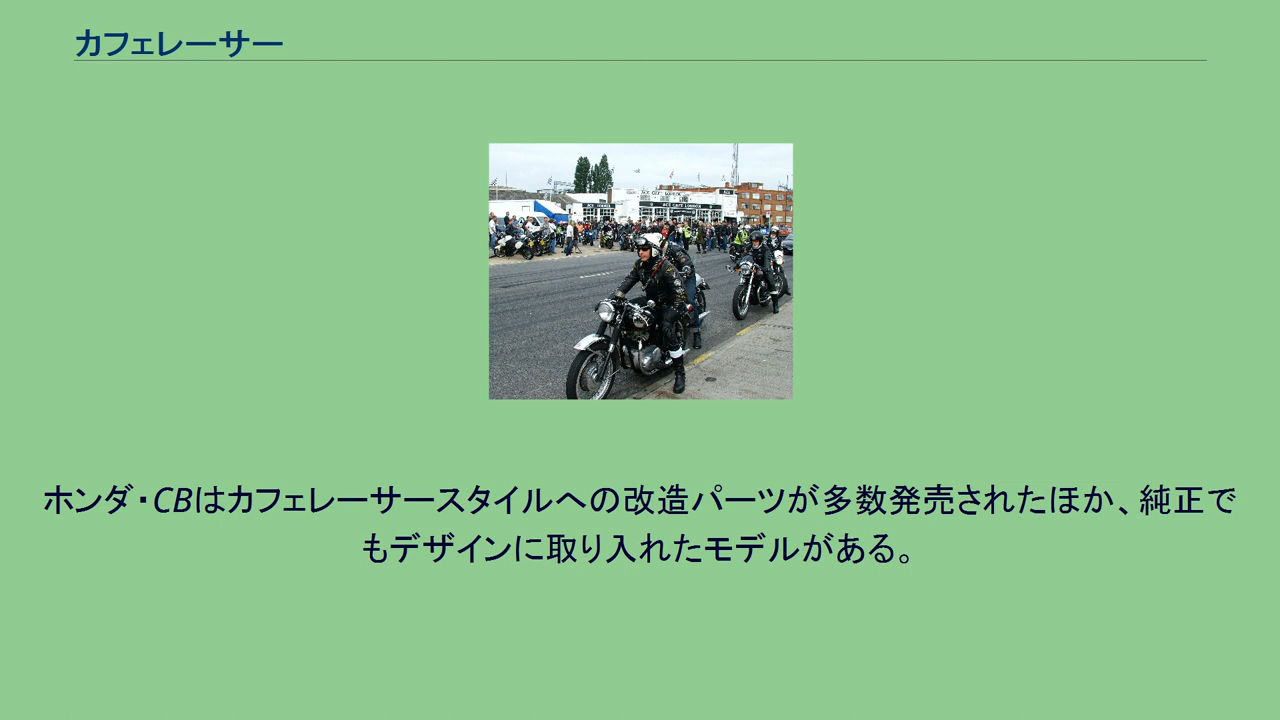 カフェレーサー
ACE CAFE LONDON
ホンダ・CBはカフェレーサースタイルへの改造パーツが多数発売されたほか、純正で
もデザインに取り入れたモデルがある。